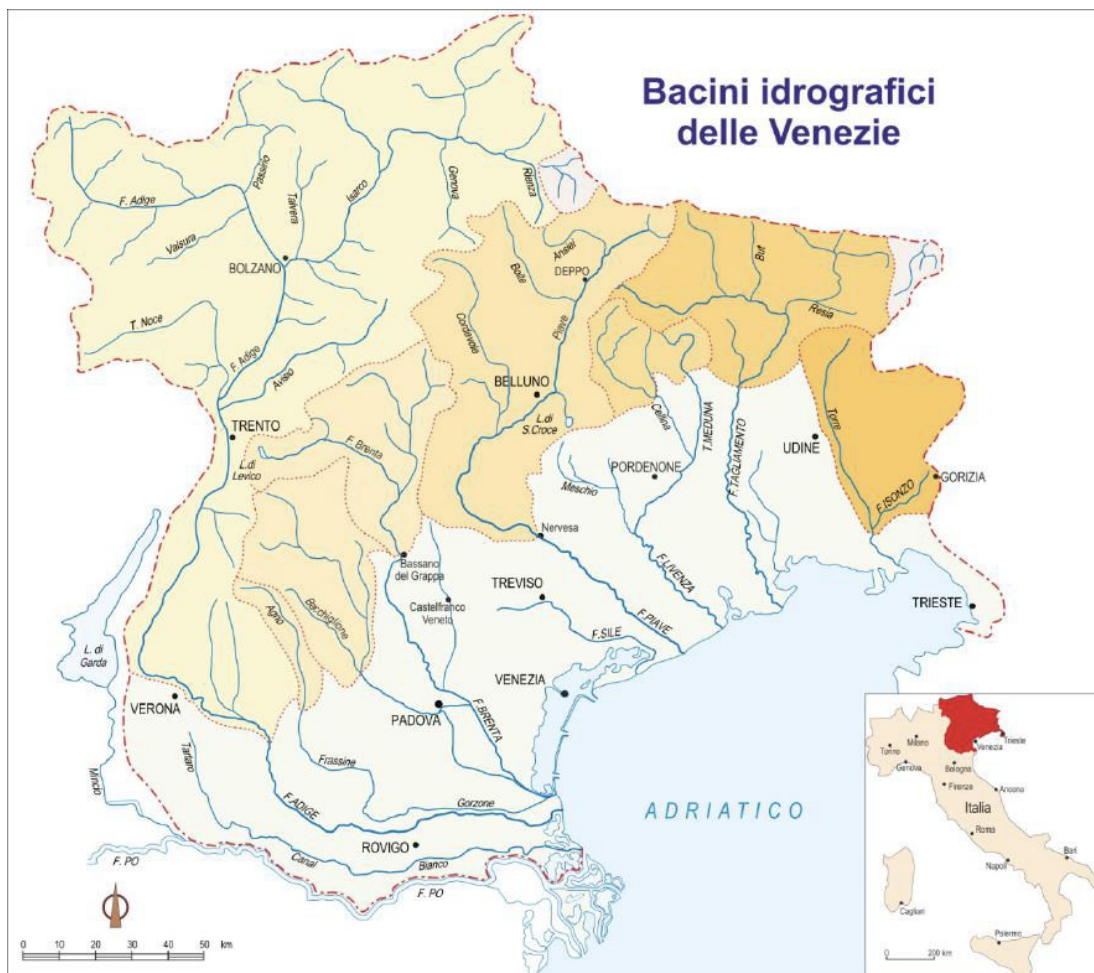 Bacini idrografici
delle Venezie
F. Adige
Passirio
Talvera
Isarco
Valsura
BOLZANO
Genova
Rienza
Ansiei
Boite
DEPPO
But
Resia
T. Noce
F. Adige
Avisio
Cordevole
Piave
BELLUNO
L. di
S. Croce
Cellina
T. MEDUNA
F. TAGLIAMENTO
Torre
UDINE
GORIZIA
F. ISONZO
TRENTO
L. di
Levico
F. Brenta
PORDENONE
Meschio
Nervesa
Bassano
del Grappa
Castelfranco
Veneto
TREVISO
F. LIVENZA
F. PIAVE
F. SILE
TRIESTE
Agno
Bacchiglione
L. di
Garda
VERONA
VENEZIA
PADOVA
F. BRENTA
Tartaro
Frassine
Mincio
F. ADIGE
Gorzone
ROVIGO
Canal
Bianco
F. PO
F. PO
ADRIATICO
0 10 20 30 40 50 km
Torino
Milano
Venezia
Trieste
Genova
Bologna
Firenze
Ancona
Italia
Roma
Napoli
Bari
Cagliari
Palermo
0 200 km